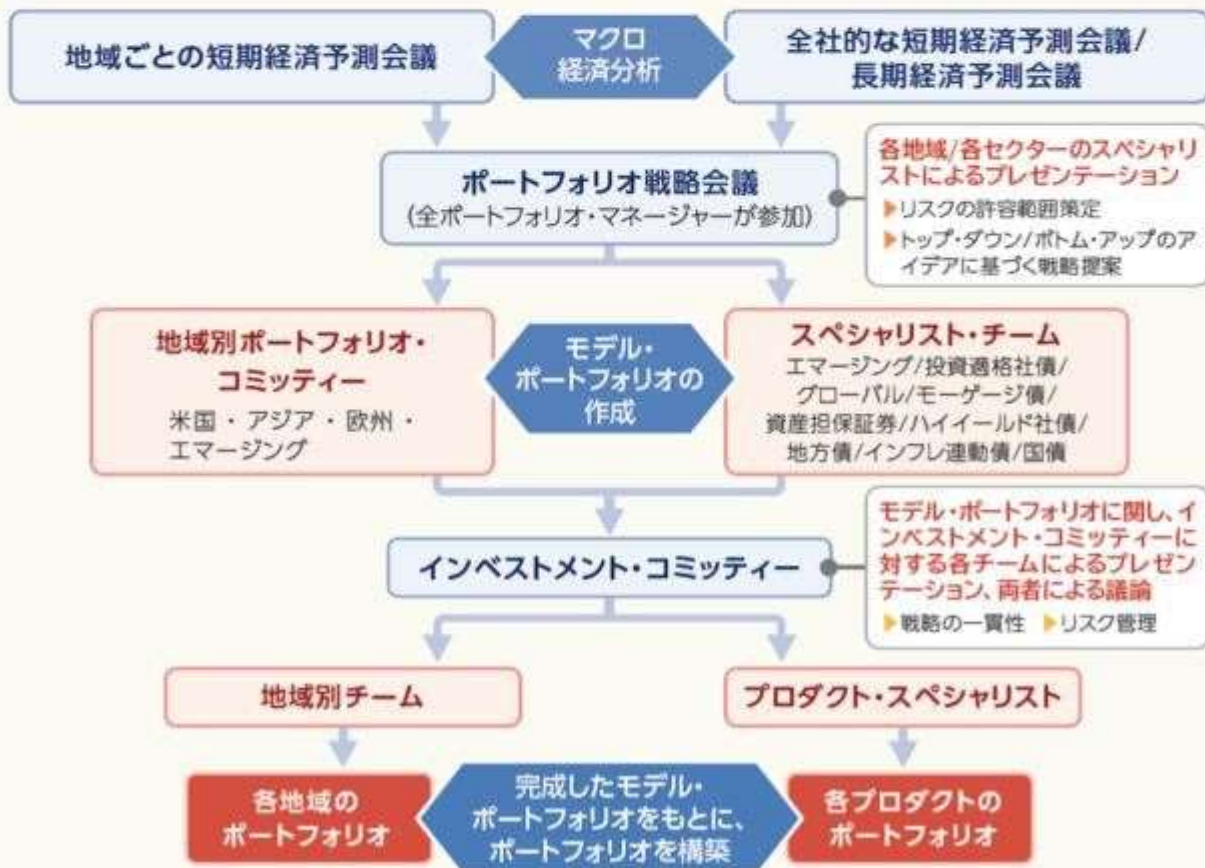 地域ごとの短期経済予測会議
マクロ
経済分析
全社的な短期経済予測会議/
長期経済予測会議
ポートフォリオ戦略会議
(全ポートフォリオ・マネージャーが参加)
各地域/各セクターのスペシャリ
ストによるプレゼンテーション
▶リスクの許容範囲策定
▶トップ・ダウン/ボトム・アップのア
イデアに基づく戦略提案
地域別ポートフォリオ・
コミッティー
米国・アジア・欧州・
エマージング
モデル・
ポートフォリオの
作成
スペシャリスト・チーム
エマージング/投資適格社債/
グローバル/モーゲージ債/
資産担保証券/ハイイールド社債/
地方債/インフレ連動債/国債
インベストメント・コミッティー
モデル・ポートフォリオに関し、イ
ンベストメント・コミッティーに
対する各チームによるプレゼン
テーション、両者による議論
▶戦略の一貫性 ▶リスク管理
地域別チーム
プロダクト・スペシャリスト
各地域の
ポートフォリオ
完成したモデル・
ポートフォリオをもとに、
ポートフォリオを構築
各プロダクトの
ポートフォリオ